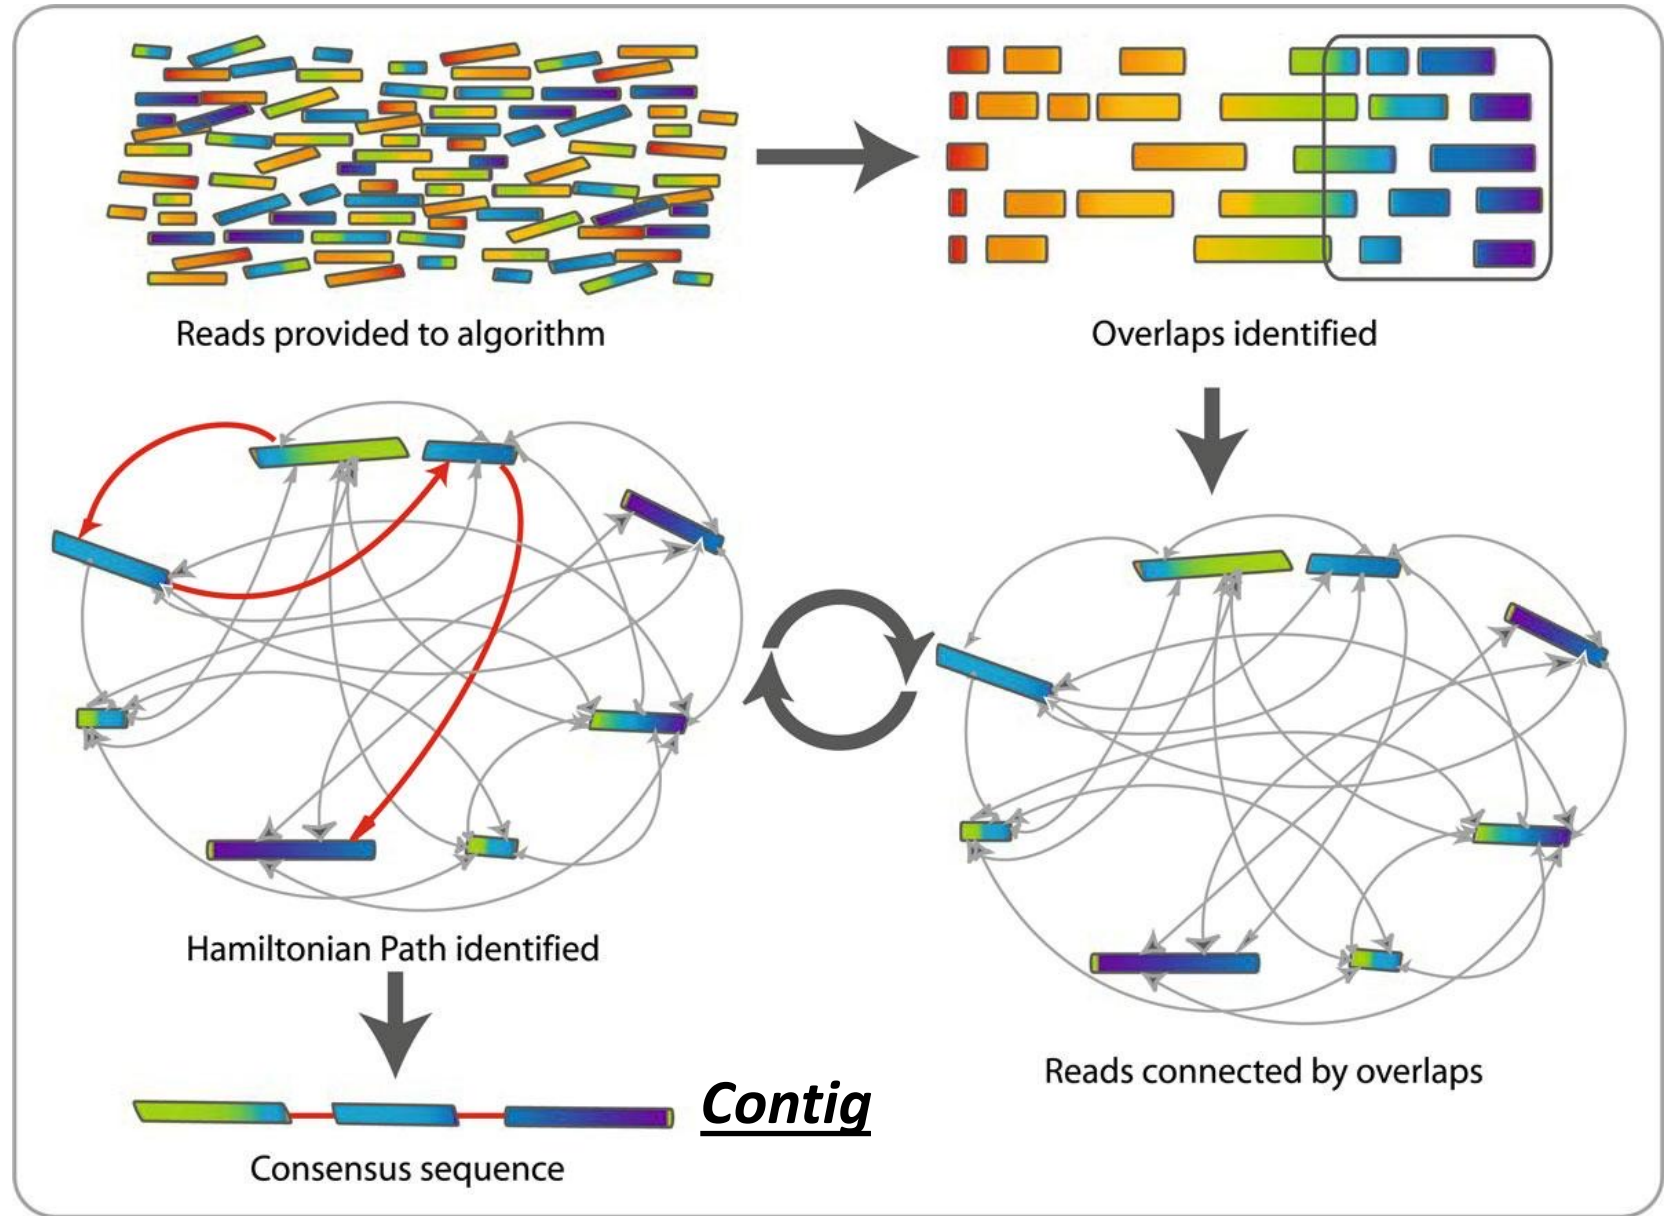 Reads provided to algorithm
Overlaps identified
Hamiltonian Path identified
Reads connected by overlaps
Contig
Consensus sequence